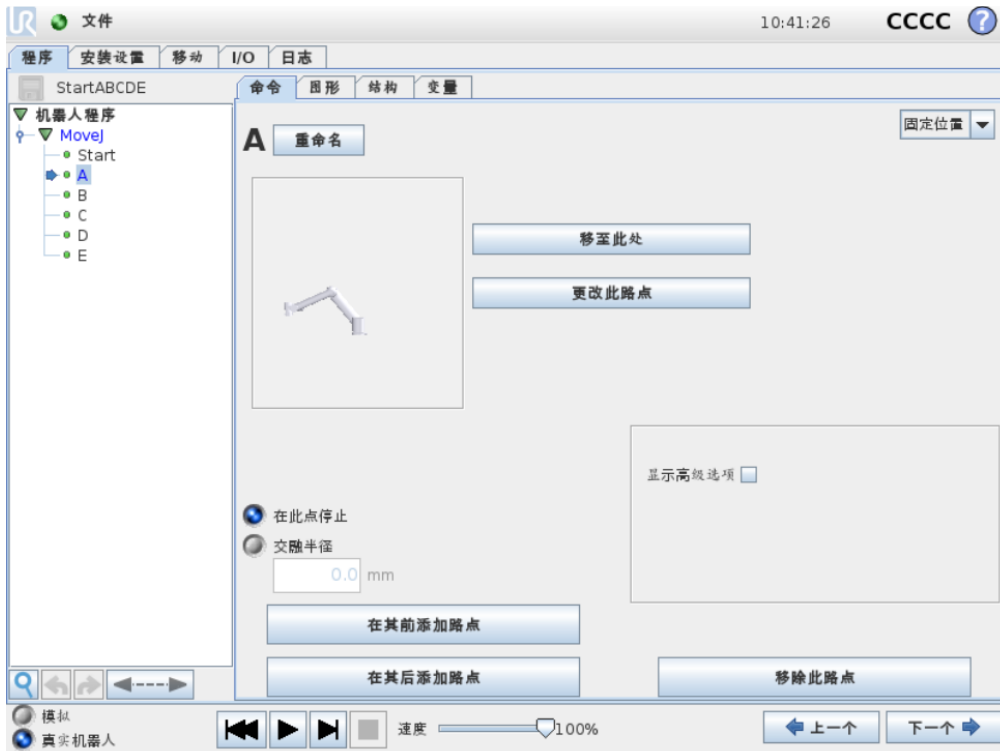 UR 文件 10:41:26 CCCC ?
程序 安装设置 移动 I/O 日志
StartABCDE
命令 图形 结构 变量
机器人程序
MoveJ
Start
A
B
C
D
E
固定位置
A 重命名
移至此处
更改此路点
显示高级选项
在此点停止
交融半径
0.0 mm
在其前添加路点
在其后添加路点 移除此路点
模拟
真实机器人
速度 100% 上一个 下一个